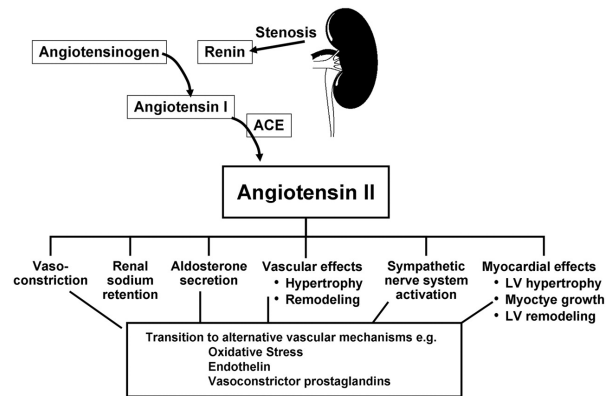 Stenosis
Angiotensinogen
Renin
Angiotensin I
ACE
Angiotensin II
Vaso-
constriction
Renal
sodium
retention
Aldosterone
secretion
Vascular effects
• Hypertrophy
• Remodeling
Sympathetic
nerve system
activation
Myocardial effects
• LV hypertrophy
• Myoctye growth
• LV remodeling
Transition to alternative vascular mechanisms e.g.
Oxidative Stress
Endothelin
Vasoconstrictor prostaglandins